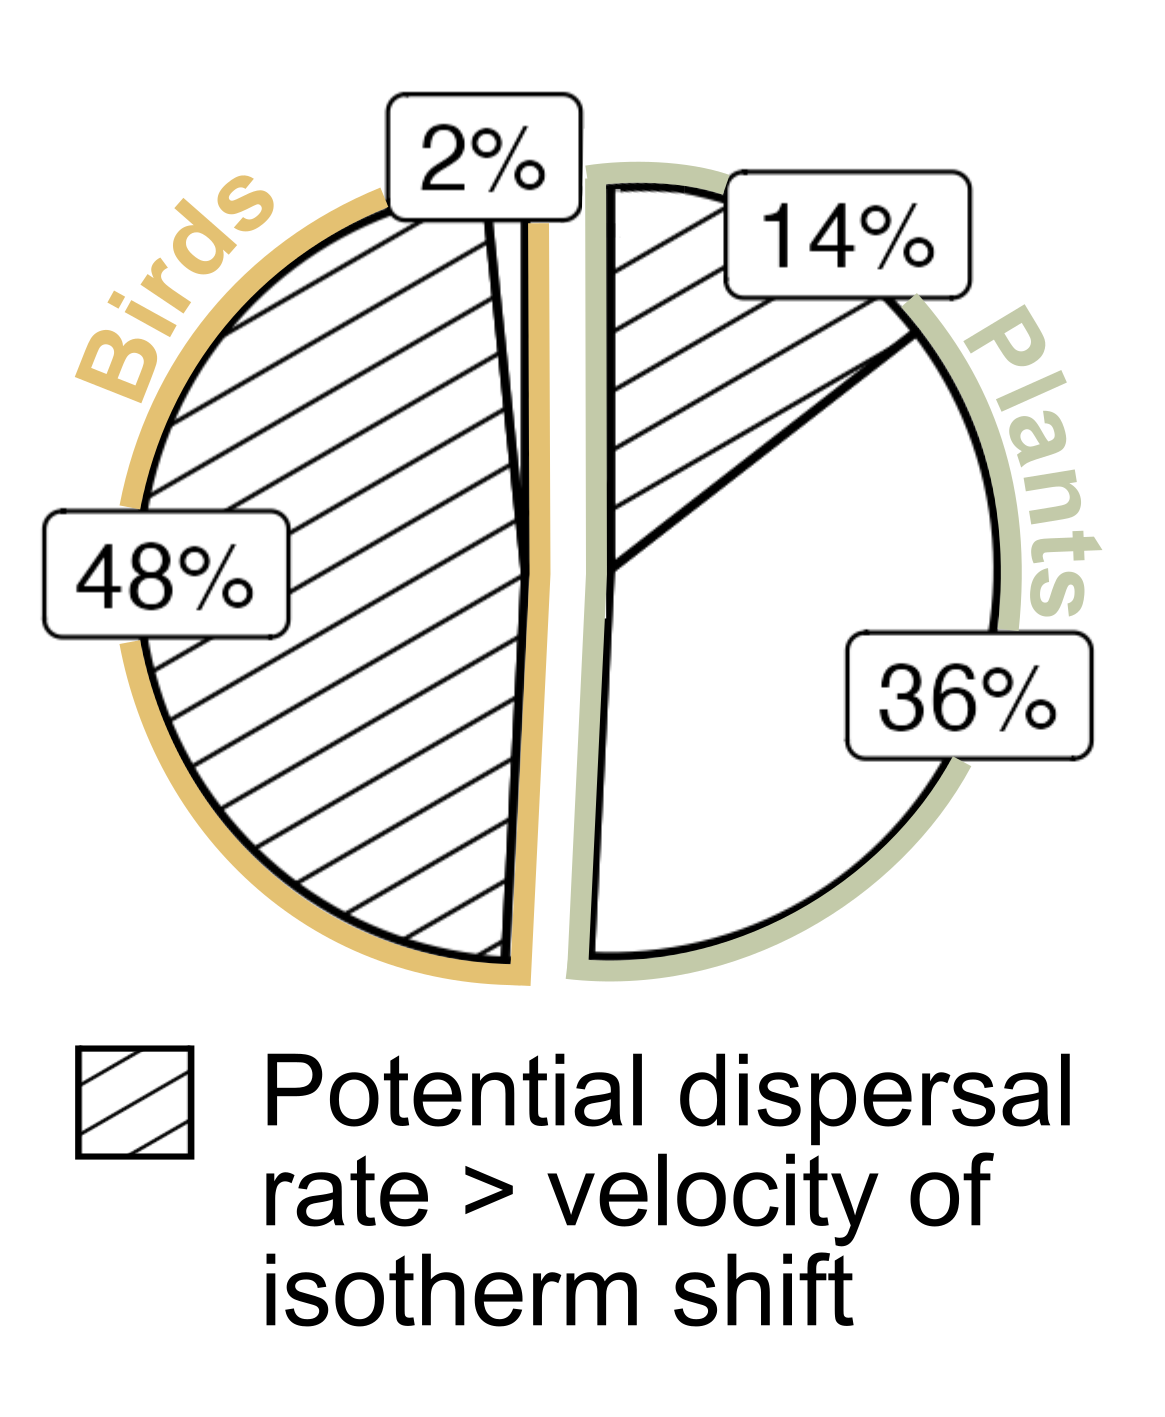 Birds
2%
14%
Plants
48%
36%
Potential dispersal
rate > velocity of
isotherm shift